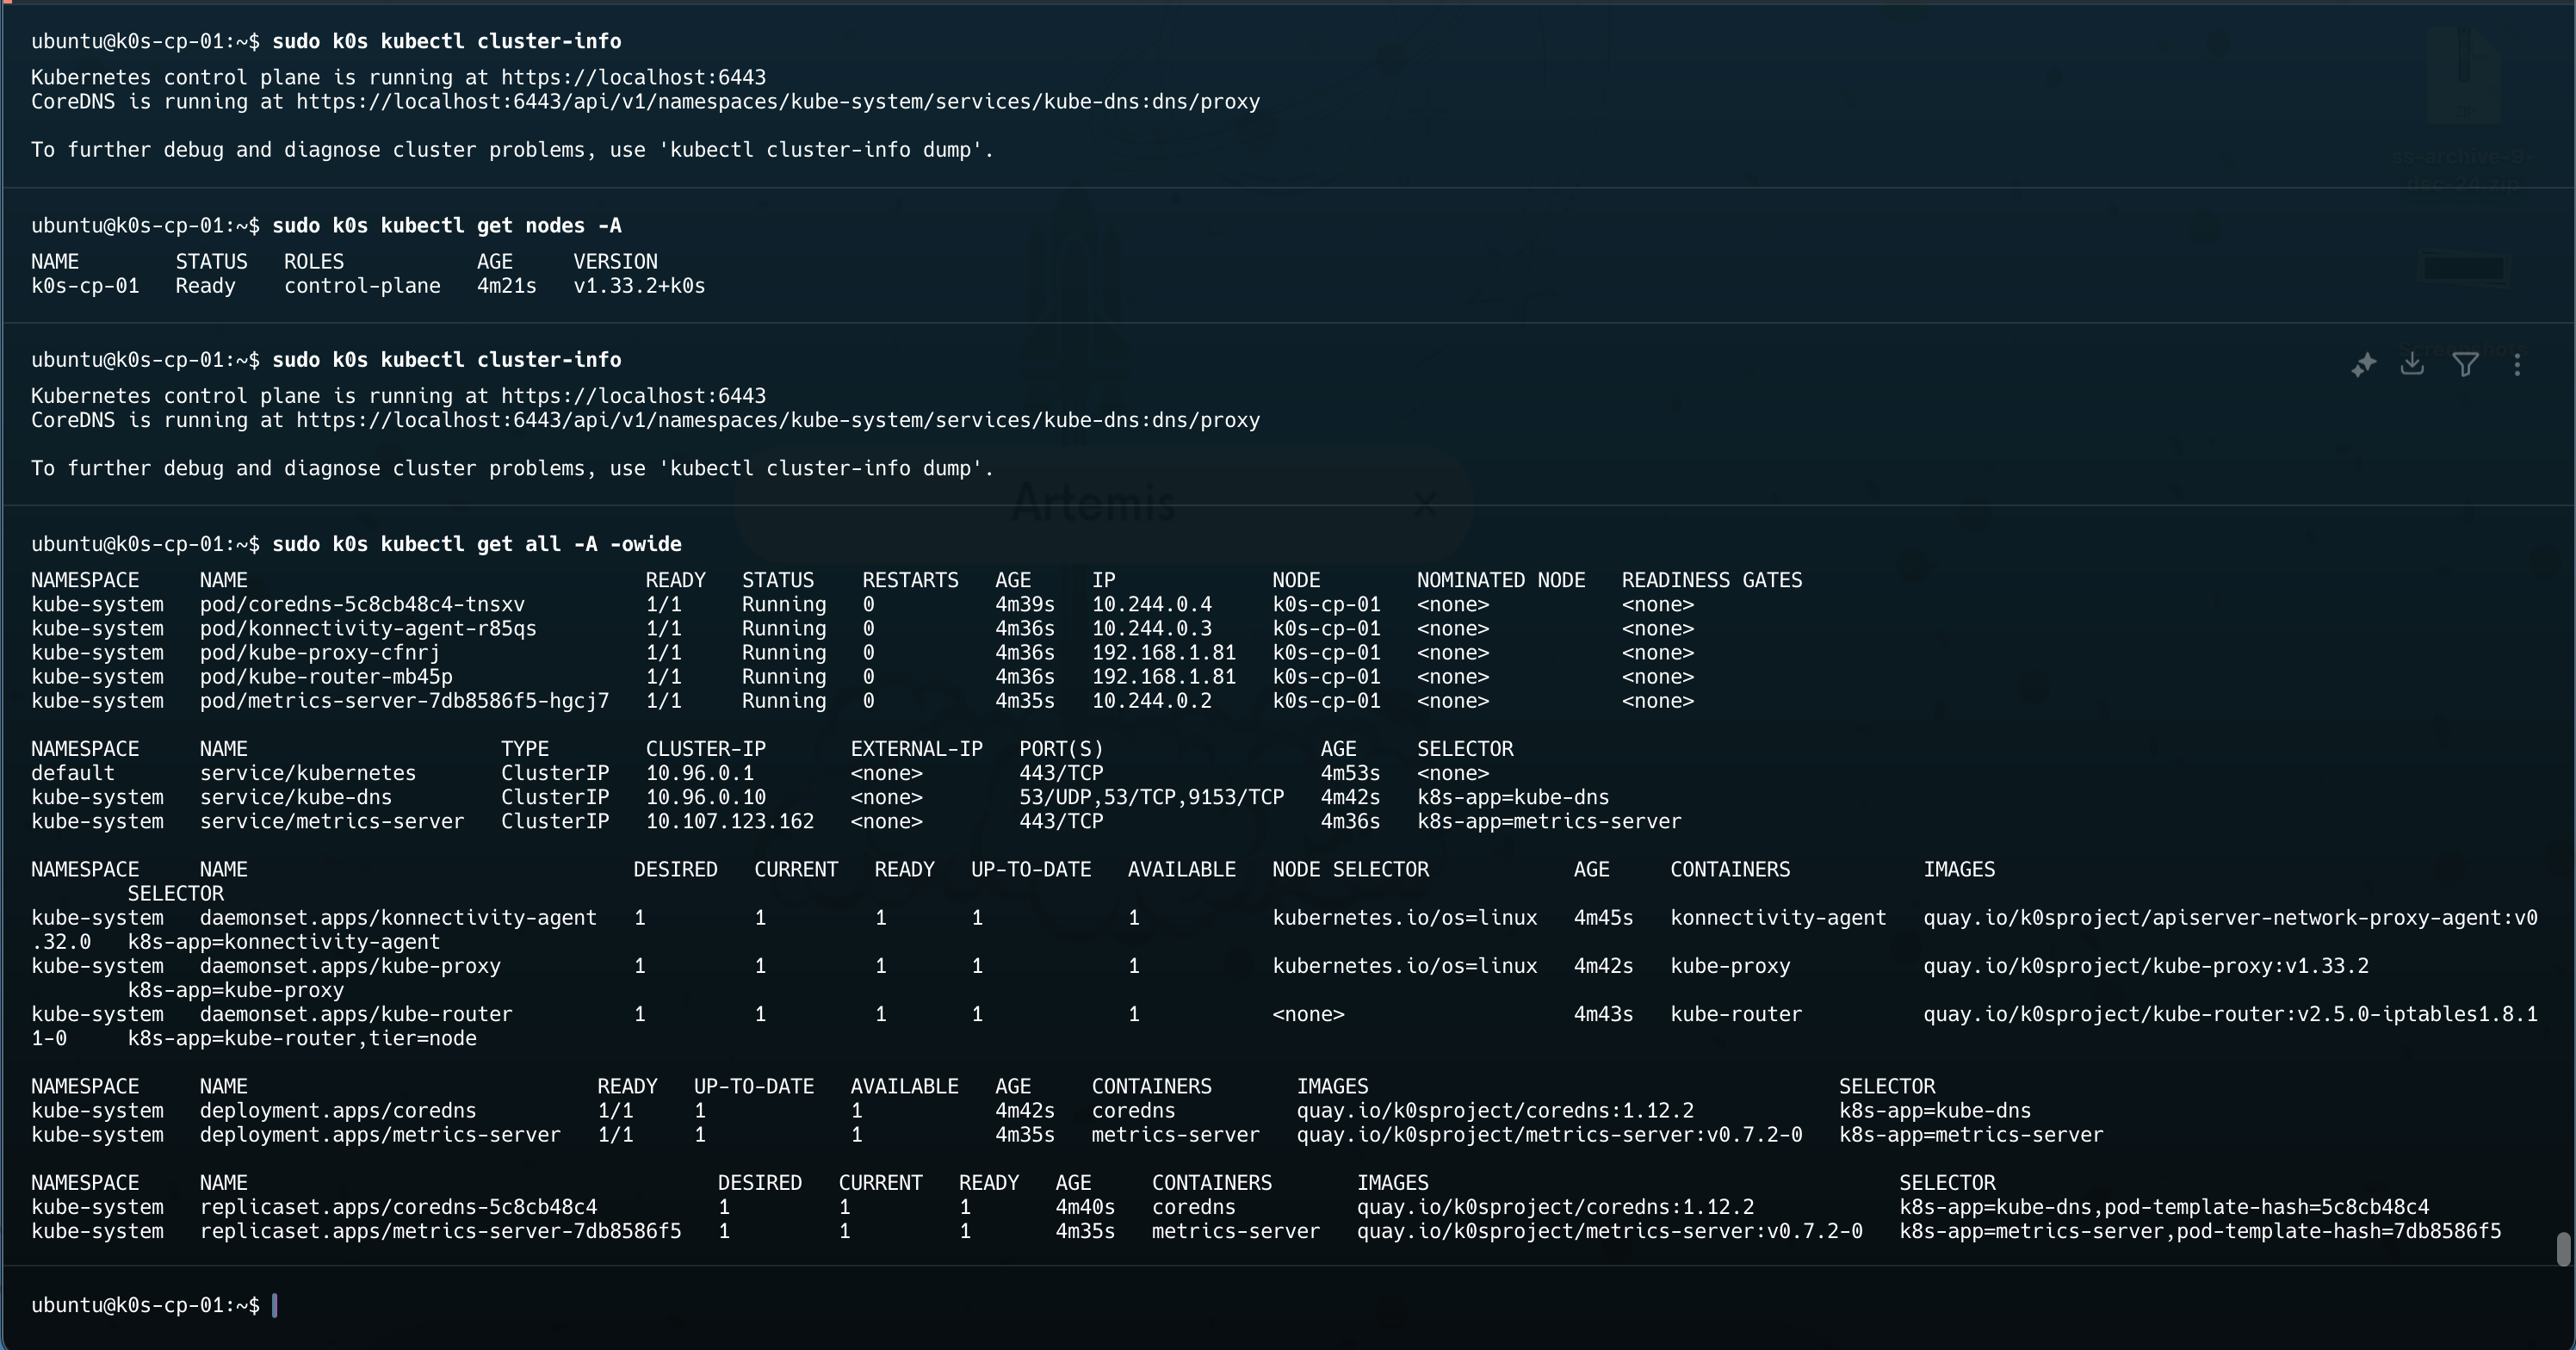 ubuntu@k0s-cp-01:~$ sudo k0s kubectl cluster-info
Kubernetes control plane is running at https://localhost:6443
CoreDNS is running at https://localhost:6443/api/v1/namespaces/kube-system/services/kube-dns:dns/proxy
To further debug and diagnose cluster problems, use 'kubectl cluster-info dump'.
ubuntu@k0s-cp-01:~$ sudo k0s kubectl get nodes -A
NAME STATUS ROLES AGE VERSION
k0s-cp-01 Ready control-plane 4m21s v1.33.2+k0s
ubuntu@k0s-cp-01:~$ sudo k0s kubectl cluster-info
Kubernetes control plane is running at https://localhost:6443
CoreDNS is running at https://localhost:6443/api/v1/namespaces/kube-system/services/kube-dns:dns/proxy
To further debug and diagnose cluster problems, use 'kubectl cluster-info dump'.
Artemis
ubuntu@k0s-cp-01:~$ sudo k0s kubectl get all -A -owide
NAMESPACE NAME READY STATUS RESTARTS AGE IP NODE NOMINATED NODE READINESS GATES
kube-system pod/coredns-5c8cb48c4-tnsxv 1/1 Running 0 4m39s 10.244.0.4 k0s-cp-01 <none> <none>
kube-system pod/konnectivity-agent-r85qs 1/1 Running 0 4m36s 10.244.0.3 k0s-cp-01 <none> <none>
kube-system pod/kube-proxy-cfnrj 1/1 Running 0 4m36s 192.168.1.81 k0s-cp-01 <none> <none>
kube-system pod/kube-router-mb45p 1/1 Running 0 4m36s 192.168.1.81 k0s-cp-01 <none> <none>
kube-system pod/metrics-server-7db8586f5-hgcj7 1/1 Running 0 4m35s 10.244.0.2 k0s-cp-01 <none> <none>
NAMESPACE NAME TYPE CLUSTER-IP EXTERNAL-IP PORT(S) AGE SELECTOR
default service/kubernetes ClusterIP 10.96.0.1 <none> 443/TCP 4m53s <none>
kube-system service/kube-dns ClusterIP 10.96.0.10 <none> 53/UDP,53/TCP,9153/TCP 4m42s k8s-app=kube-dns
kube-system service/metrics-server ClusterIP 10.107.123.162 <none> 443/TCP 4m36s k8s-app=metrics-server
NAMESPACE NAME DESIRED CURRENT READY UP-TO-DATE AVAILABLE NODE SELECTOR AGE CONTAINERS IMAGES
SELECTOR
kube-system daemonset.apps/konnectivity-agent 1 1 1 1 1 kubernetes.io/os=linux 4m45s konnectivity-agent quay.io/k0sproject/apiserver-network-proxy-agent:v0
.32.0 k8s-app=konnectivity-agent
kube-system daemonset.apps/kube-proxy 1 1 1 1 1 kubernetes.io/os=linux 4m42s kube-proxy quay.io/k0sproject/kube-proxy:v1.33.2
k8s-app=kube-proxy
kube-system daemonset.apps/kube-router 1 1 1 1 1 <none> 4m43s kube-router quay.io/k0sproject/kube-router:v2.5.0-iptables1.8.1
1-0 k8s-app=kube-router,tier=node
NAMESPACE NAME READY UP-TO-DATE AVAILABLE AGE CONTAINERS IMAGES SELECTOR
kube-system deployment.apps/coredns 1/1 1 1 4m42s coredns quay.io/k0sproject/coredns:1.12.2 k8s-app=kube-dns
kube-system deployment.apps/metrics-server 1/1 1 1 4m35s metrics-server quay.io/k0sproject/metrics-server:v0.7.2-0 k8s-app=metrics-server
NAMESPACE NAME DESIRED CURRENT READY AGE CONTAINERS IMAGES SELECTOR
kube-system replicaset.apps/coredns-5c8cb48c4 1 1 1 4m40s coredns quay.io/k0sproject/coredns:1.12.2 k8s-app=kube-dns,pod-template-hash=5c8cb48c4
kube-system replicaset.apps/metrics-server-7db8586f5 1 1 1 4m35s metrics-server quay.io/k0sproject/metrics-server:v0.7.2-0 k8s-app=metrics-server,pod-template-hash=7db8586f5
ubuntu@k0s-cp-01:~$